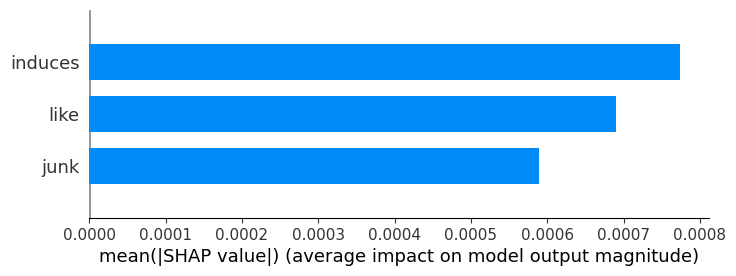 induces
like
junk
0.0000 0.0001 0.0002 0.0003 0.0004 0.0005 0.0006 0.0007 0.0008
mean(|SHAP value|) (average impact on model output magnitude)